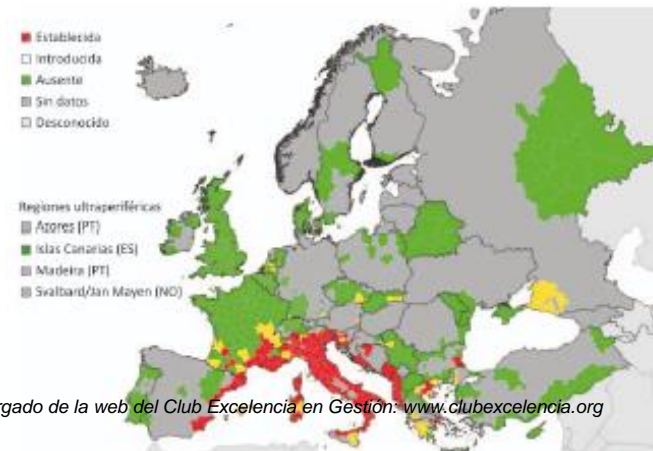 Establecida
Introducida
Ausente
Sin datos
Desconocido
Regiones ultraperiféricas
Azores (PT)
Islas Canarias (ES)
Madeira (PT)
Svalbard/Jan Mayen (NO)
rgado de la web del Club Excelencia en Gestión: www.clubexcelencia.org